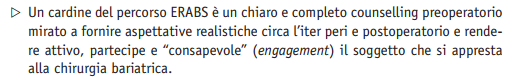 ▷ Un cardine del percorso ERABS è un chiaro e completo counselling preoperatorio
mirato a fornire aspettative realistiche circa l'iter peri e postoperatorio e rende-
re attivo, partecipe e “consapevole” (engagement) il soggetto che si appresta
alla chirurgia bariatrica.